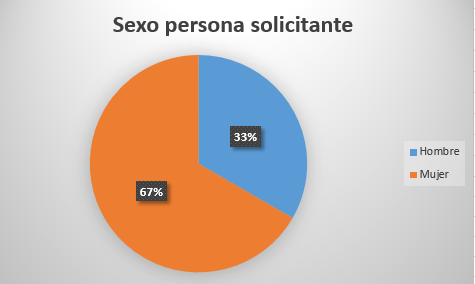 Sexo persona solicitante
33%
67%
Hombre
Mujer